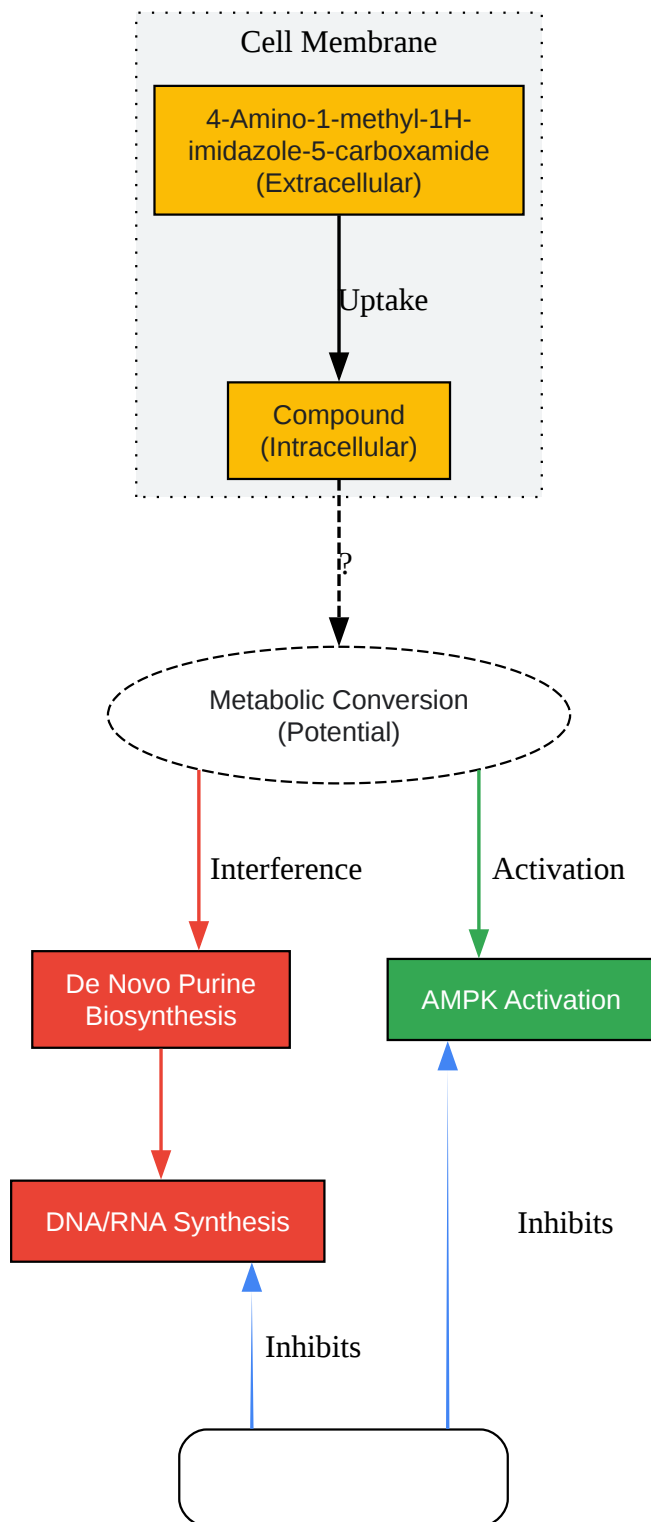 Cell Membrane
4-Amino-1-methyl-1H-
imidazole-5-carboxamide
(Extracellular)
Uptake
Compound
(Intracellular)
?
Metabolic Conversion
(Potential)
Interference
Activation
De Novo Purine
Biosynthesis
AMPK Activation
DNA/RNA Synthesis
Inhibits
Inhibits